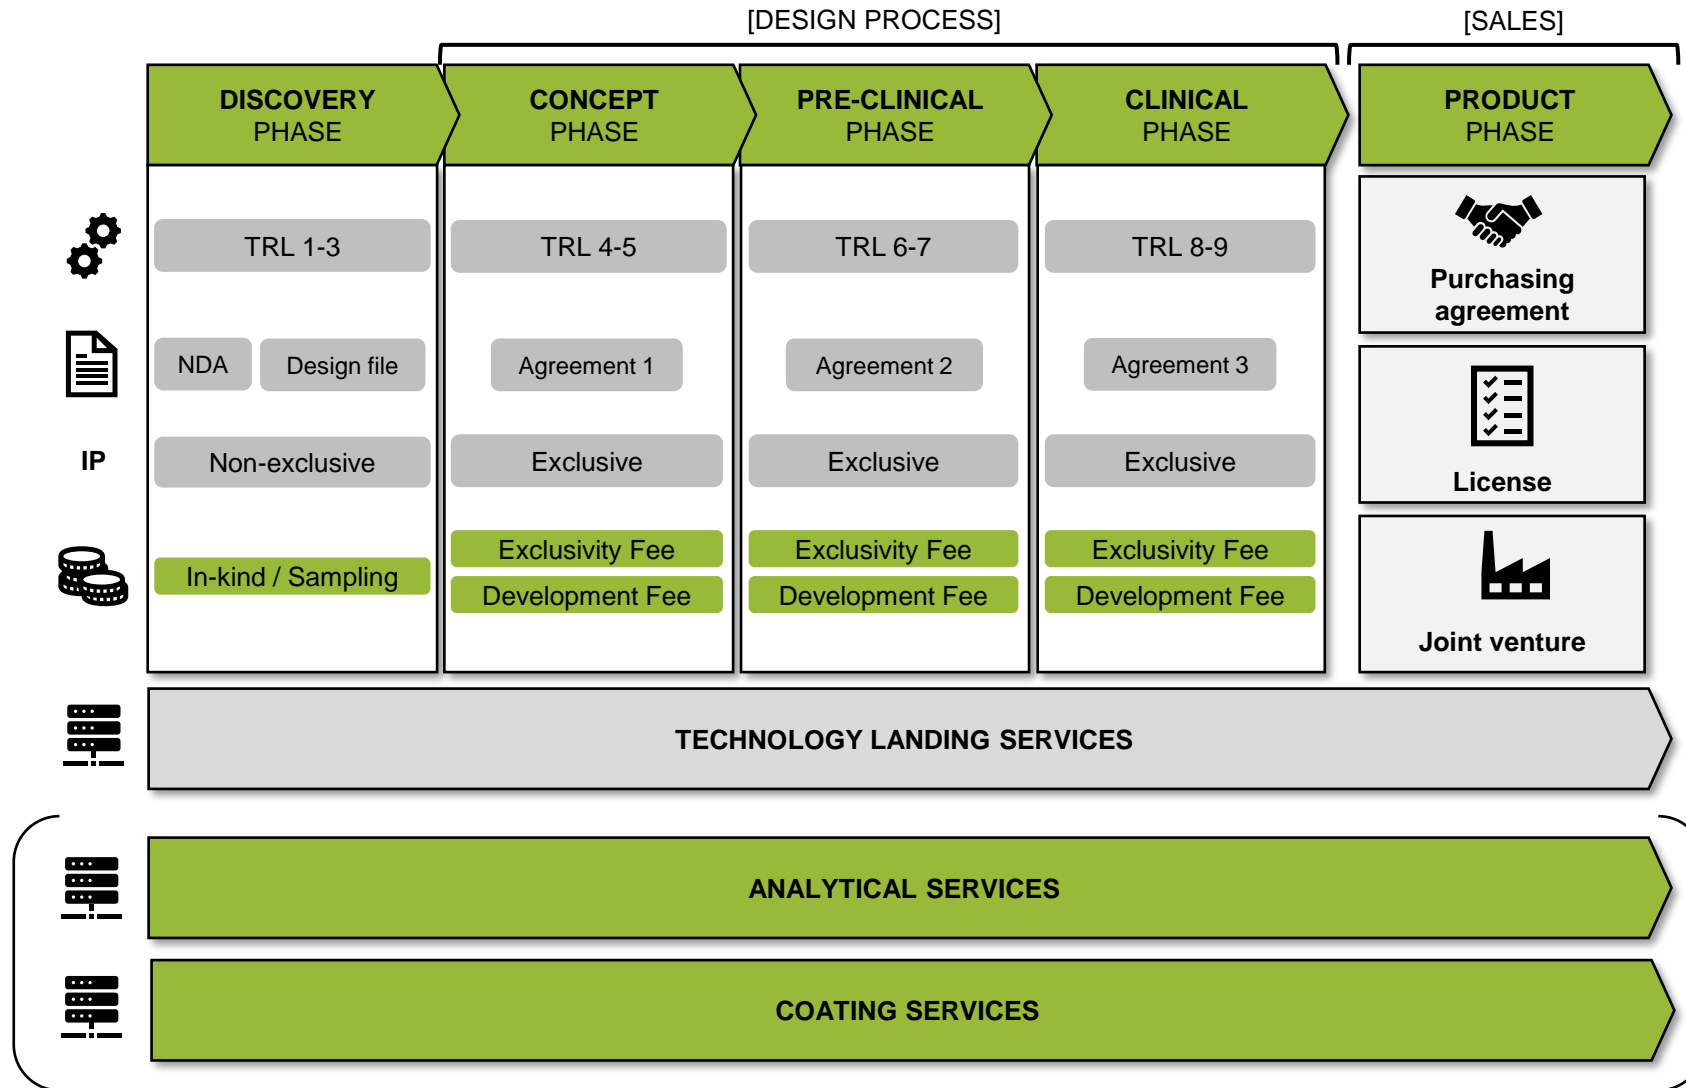 [DESIGN PROCESS]
[SALES]
DISCOVERY
PHASE
CONCEPT
PHASE
PRE-CLINICAL
PHASE
CLINICAL
PHASE
PRODUCT
PHASE
TRL 1-3
TRL 4-5
TRL 6-7
TRL 8-9
Purchasing
agreement
NDA
Design file
Agreement 1
Agreement 2
Agreement 3
IP
Non-exclusive
Exclusive
Exclusive
Exclusive
License
In-kind / Sampling
Exclusivity Fee
Development Fee
Exclusivity Fee
Development Fee
Exclusivity Fee
Development Fee
Joint venture
TECHNOLOGY LANDING SERVICES
ANALYTICAL SERVICES
COATING SERVICES